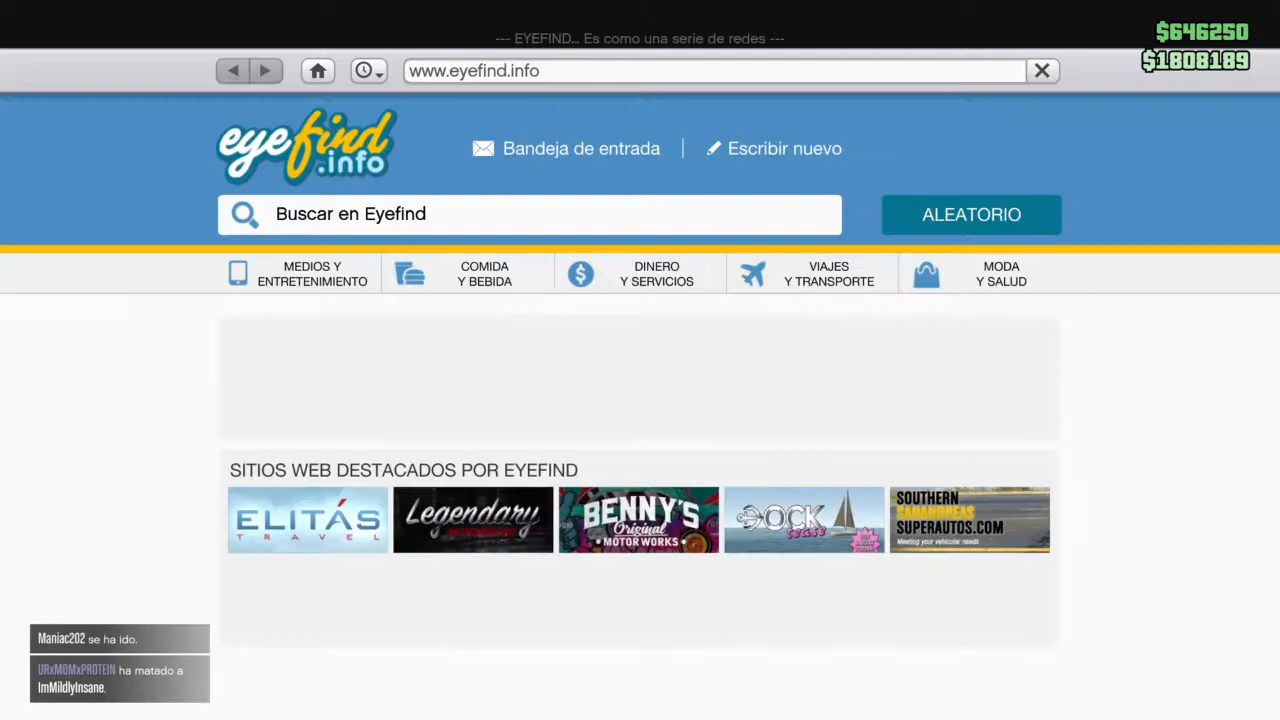 $646250
--- EYEFIND... Es como una serie de redes ---
$1808189
www.eyefind.info
eyefind
.info
Bandeja de entrada
Escribir nuevo
Buscar en Eyefind
ALEATORIO
MEDIOS Y
ENTRETENIMIENTO
COMIDA
Y BEBIDA
DINERO
Y SERVICIOS
VIAJES
Y TRANSPORTE
MODA
Y SALUD
SITIOS WEB DESTACADOS POR EYEFIND
ELITÁS
TRAVEL
Legendary
BENNY'S
Original
MOTORWORKS
DOCK
tease
SOUTHERN
SANANDREAS
SUPERAUTOS.COM
Meeting your vehicular needs
Maniac202 se ha ido.
URxMOMxPROTEIN ha matado a
ImMildlyInsane.